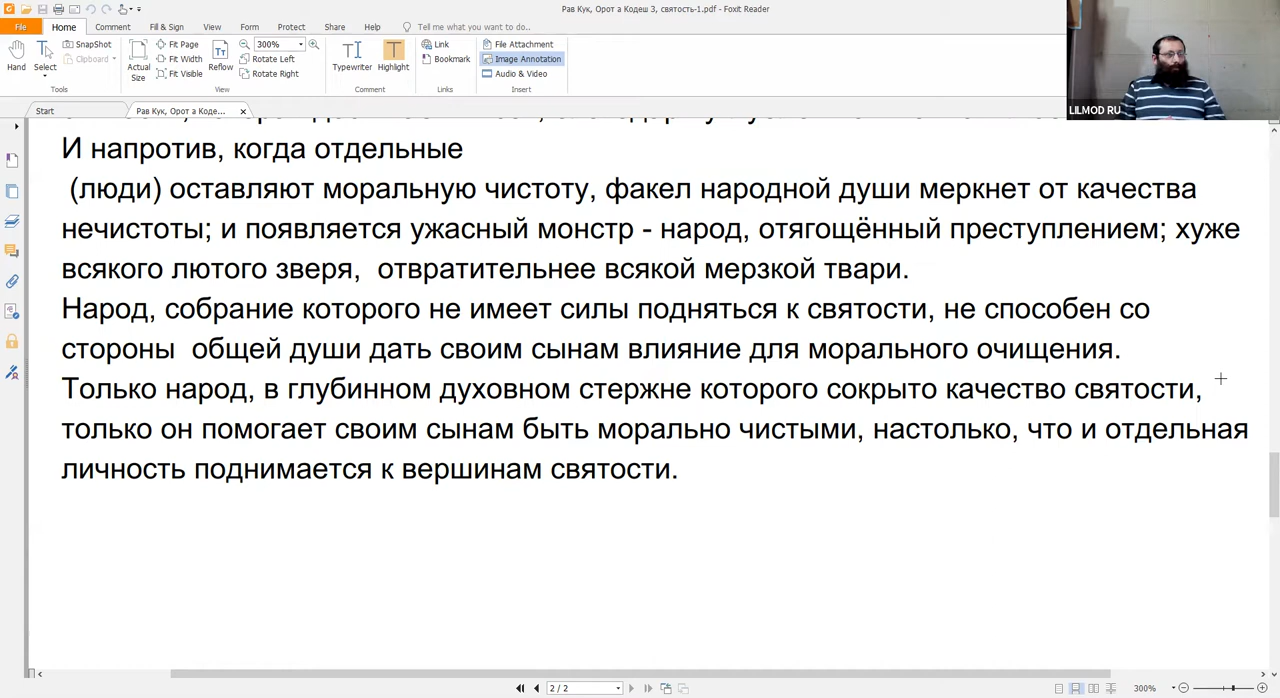 Рав Кук, Орот а Кодеш 3, святость-1.pdf - Foxit Reader
File Home Comment Fill & Sign View Form Protect Share Help Tell me what you want to do...
SnapShot Fit Page 300% Link File Attachment
Clipboard Fit Width Rotate Left Bookmark Image Annotation
Hand Select Actual Size Fit Visible Reflow Rotate Right Typewriter Highlight Audio & Video
Tools View Comment Links Insert
LILMOD RU
Start Рав Кук, Орот а Кодe...
И напротив, когда отдельные
(люди) оставляют моральную чистоту, факел народной души меркнет от качества
нечистоты; и появляется ужасный монстр - народ, отягощённый преступлением; хуже
всякого лютого зверя, отвратительнее всякой мерзкой твари.
Народ, собрание которого не имеет силы подняться к святости, не способен со
стороны общей души дать своим сынам влияние для морального очищения.
Только народ, в глубинном духовном стержне которого сокрыто качество святости,
только он помогает своим сынам быть морально чистыми, настолько, что и отдельная
личность поднимается к вершинам святости.
2 / 2 300%